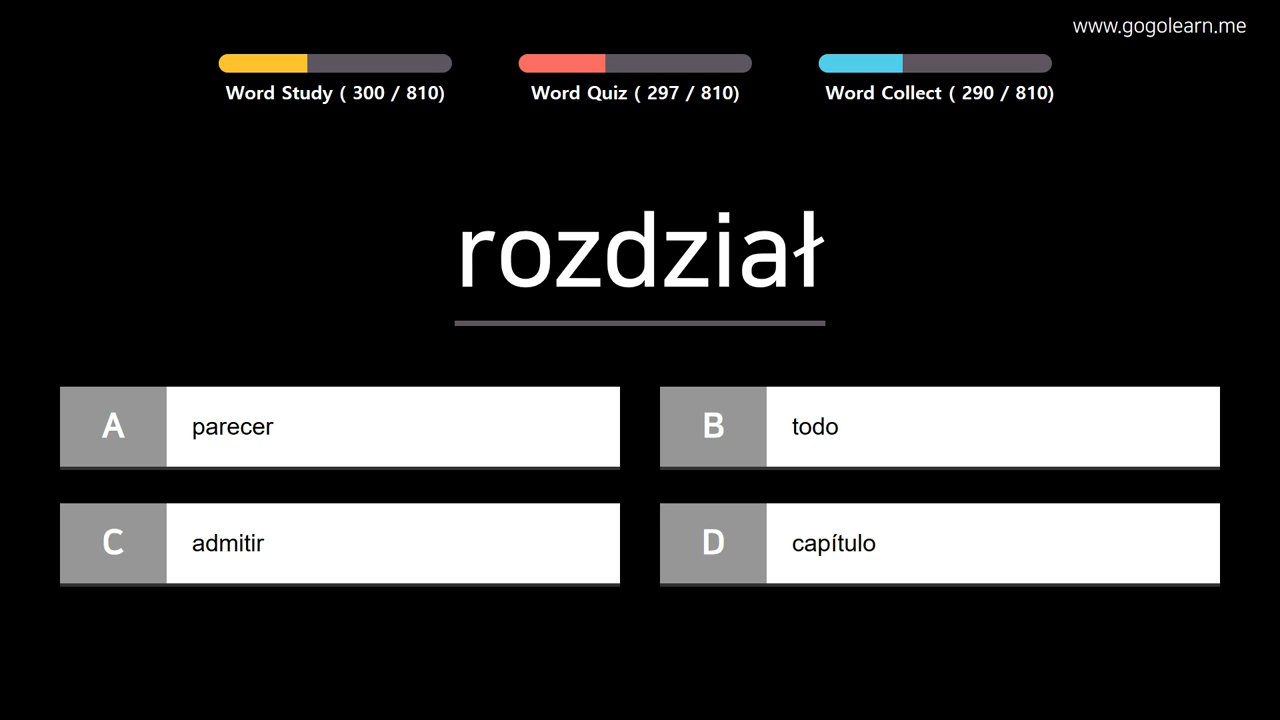 www.gogolearn.me
Word Study ( 300 / 810)
Word Quiz ( 297 / 810)
Word Collect ( 290 / 810)
rozdział
A parecer
B todo
C admitir
D capítulo